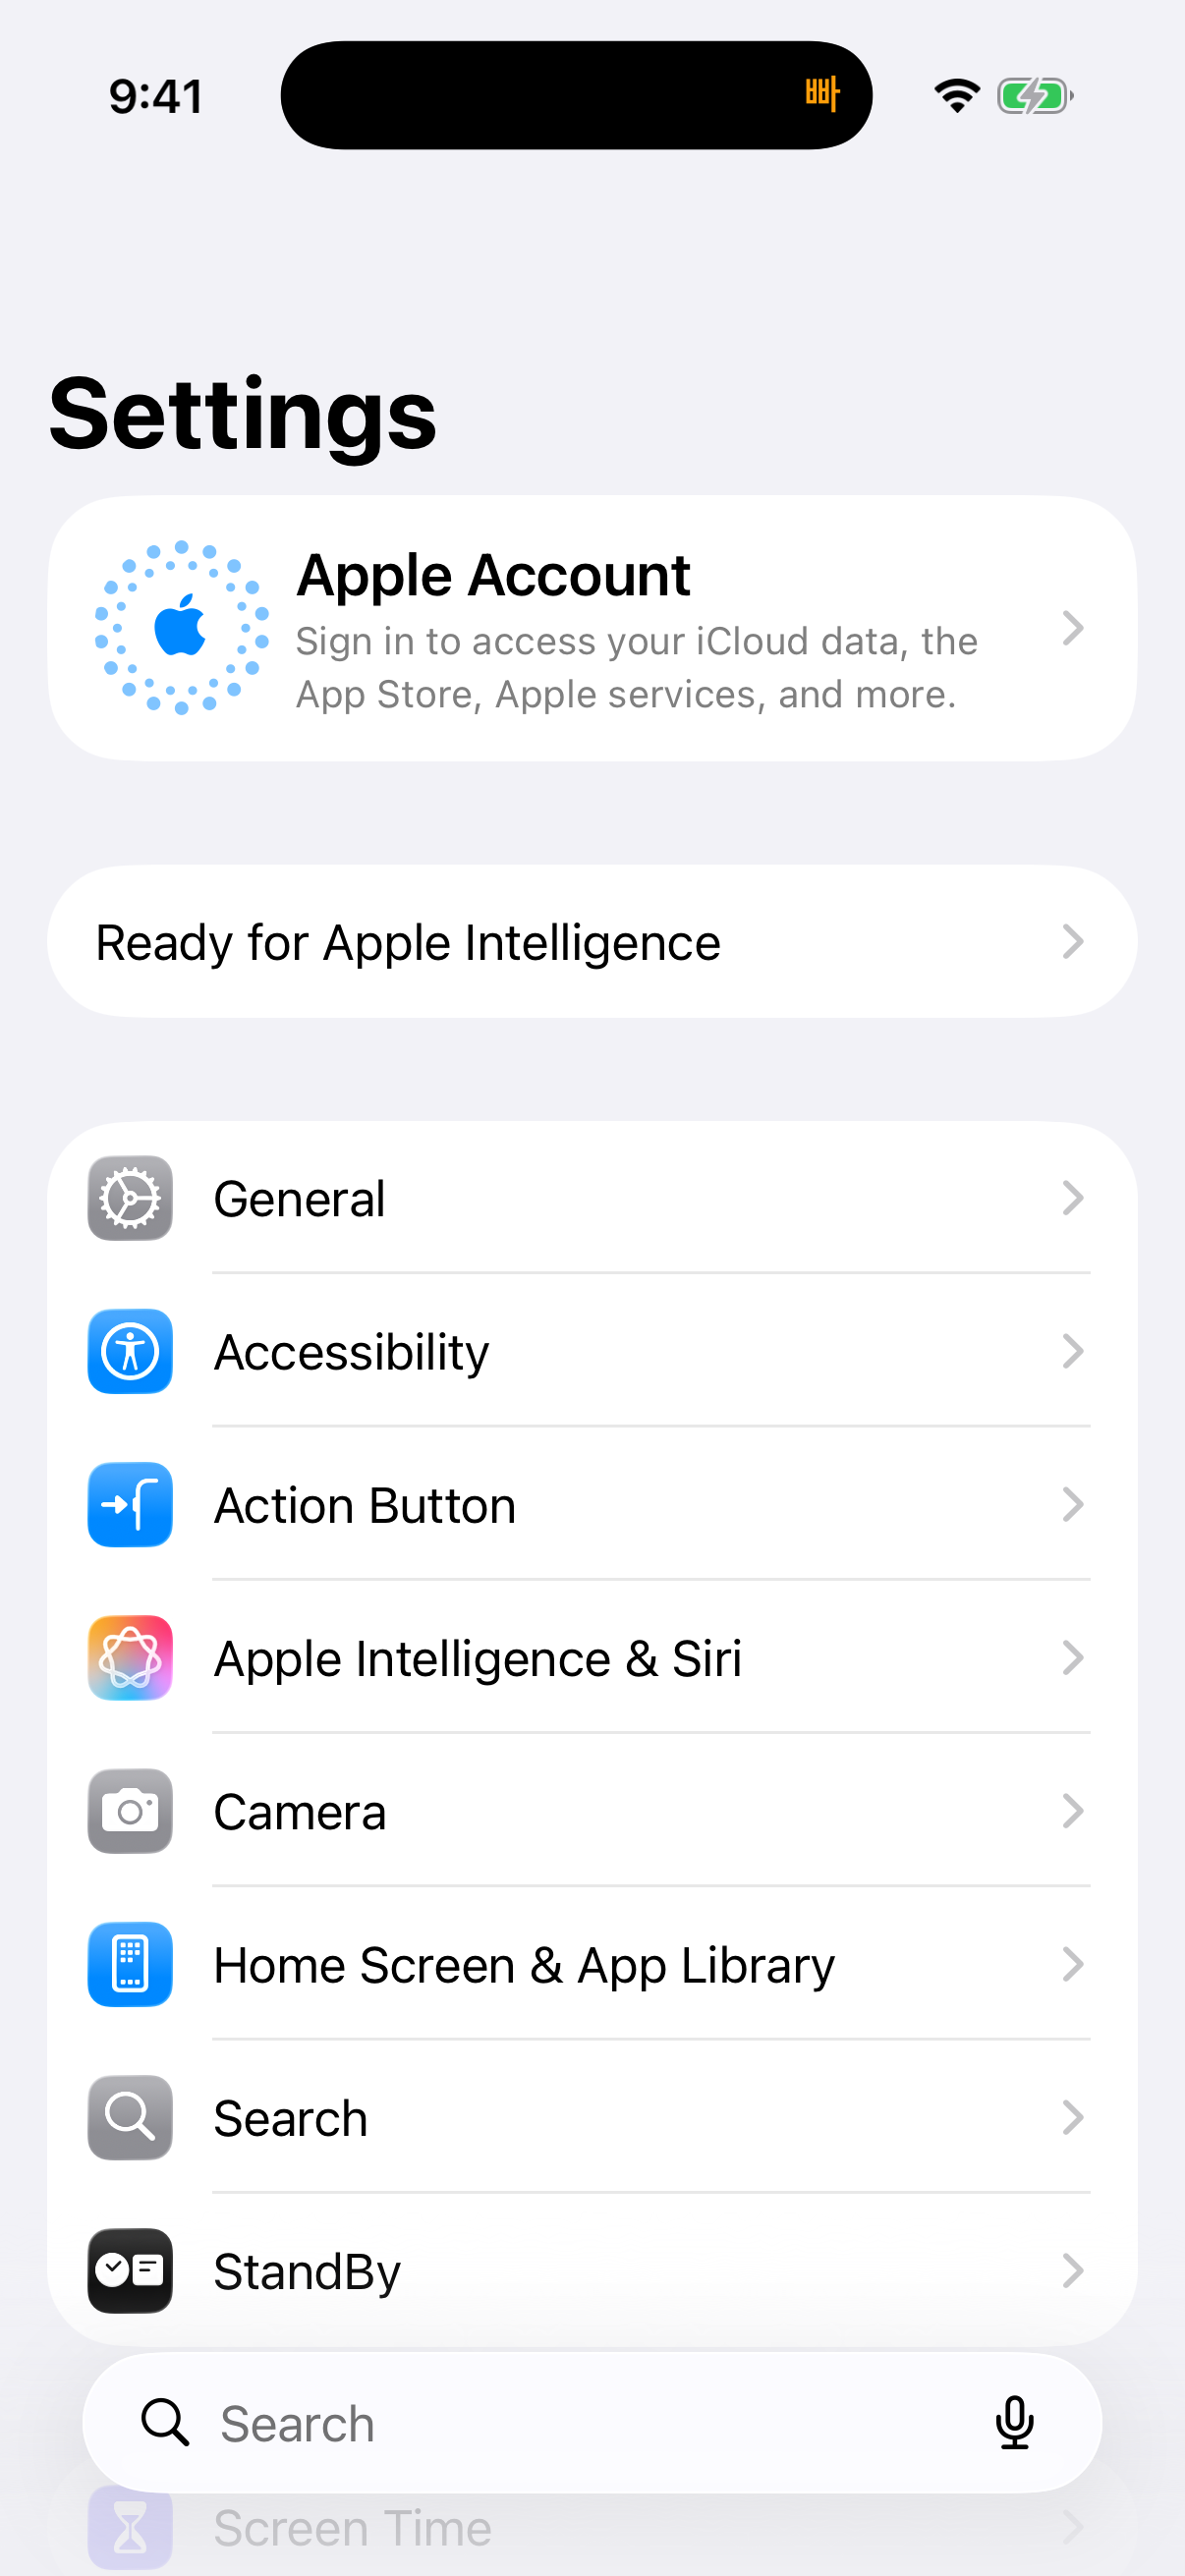 9:41
빠
Settings
Apple Account
Sign in to access your iCloud data, the
App Store, Apple services, and more.
Ready for Apple Intelligence
General
Accessibility
Action Button
Apple Intelligence & Siri
Camera
Home Screen & App Library
Search
StandBy
Search
Screen Time